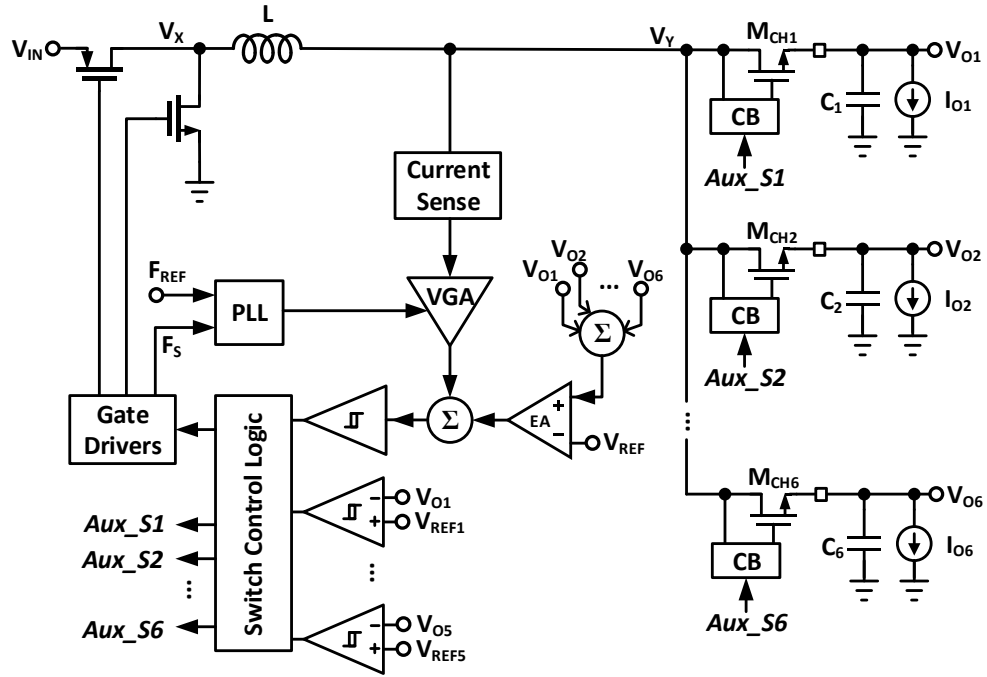 L
V_IN
V_X
V_Y
M_CH1
V_O1
CB
C_1
I_O1
Aux_S1
Current
Sense
M_CH2
V_O2
CB
C_2
I_O2
Aux_S2
F_REF
PLL
VGA
V_O1
V_O2
...
V_O6
Σ
F_S
Gate
Drivers
Switch Control Logic
Σ
EA
+
−
V_REF
...
Aux_S1
Aux_S2
...
Aux_S6
−
V_O1
+
V_REF1
...
−
V_O5
+
V_REF5
M_CH6
V_O6
CB
C_6
I_O6
Aux_S6